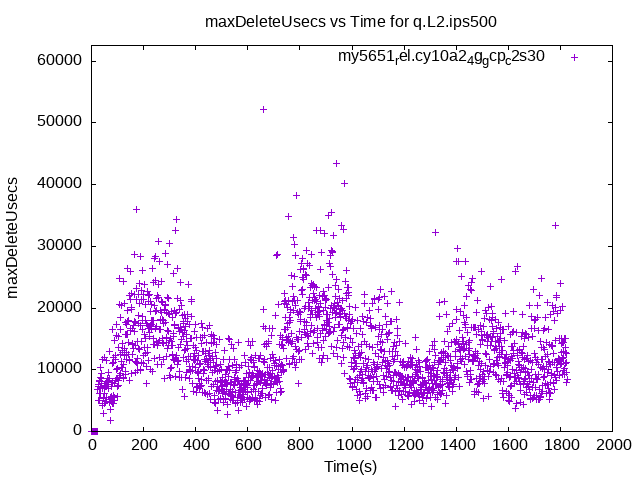 maxDeleteUsecs vs Time for q.L2.ips500
my5651rel.cy10a24ggcpc2s30
maxDeleteUsecs
60000
50000
40000
30000
20000
10000
0
0 200 400 600 800 1000 1200 1400 1600 1800 2000
Time(s)